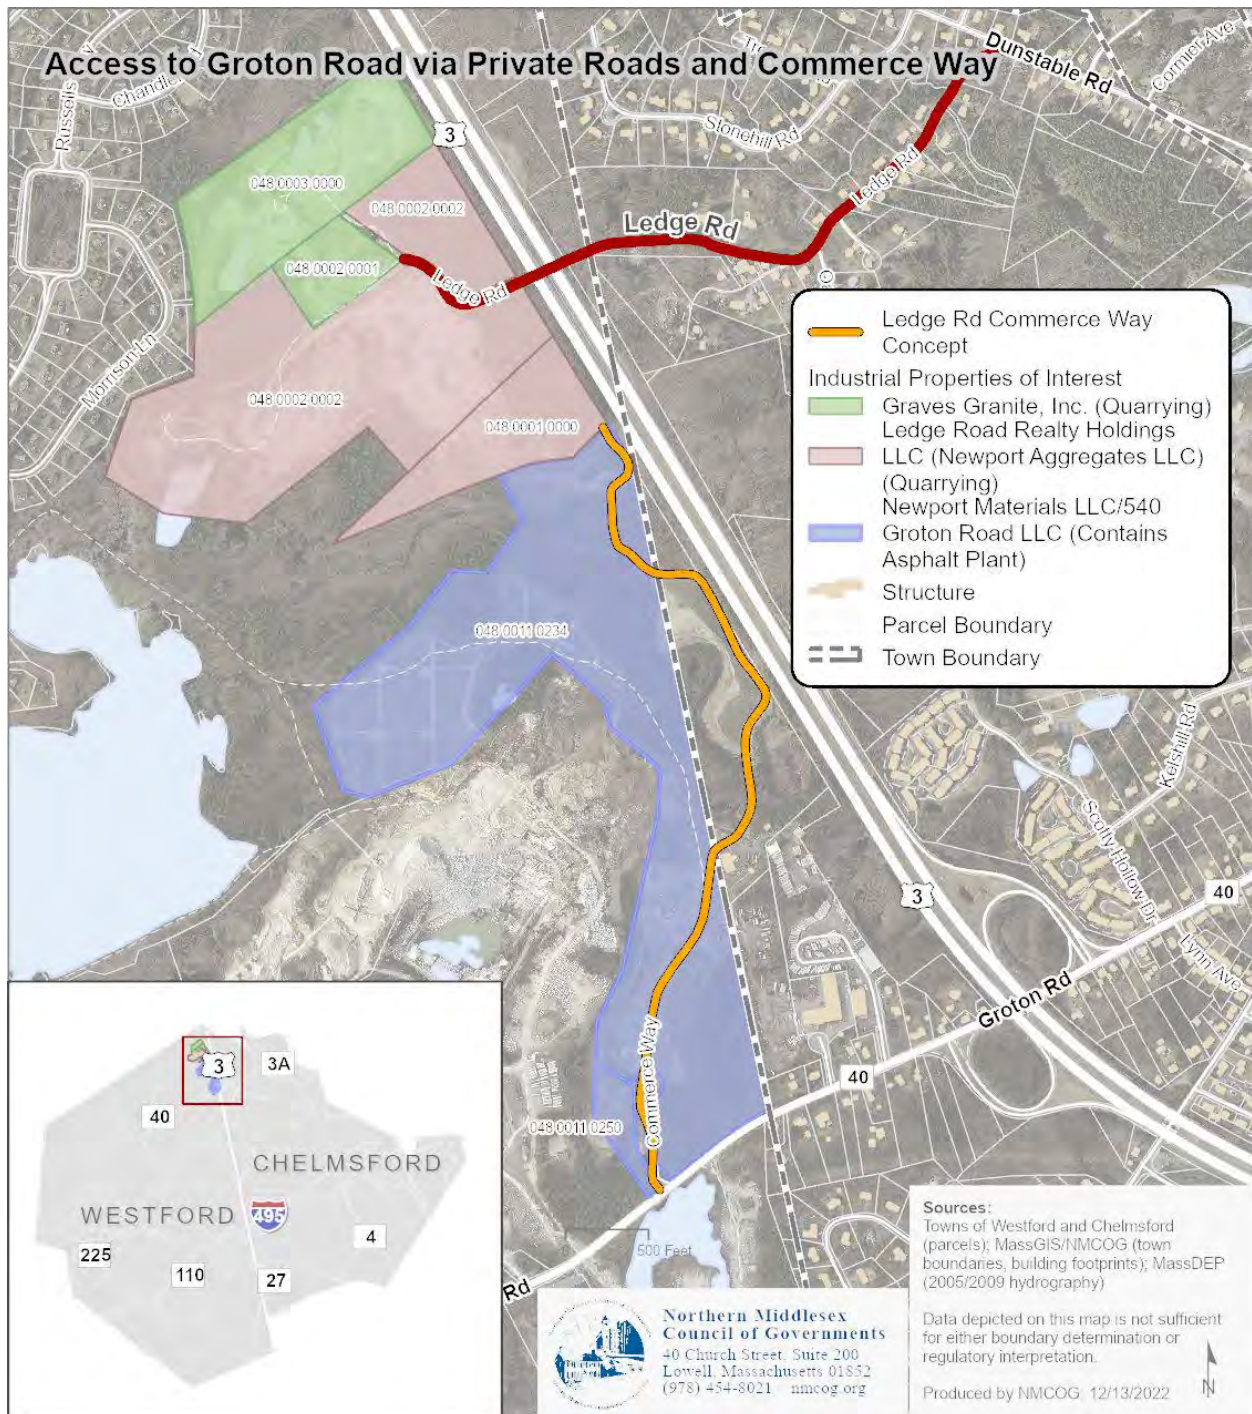 Access to Groton Road via Private Roads and Commerce Way
Dunstable Rd
Cormier Ave
Chandler
Russells
Stonehill Rd
3
048 0003 0000
048 0002 0002
Ledge Rd
Ledge Rd
048 0002 0001
Ledge Rd
Morrison Ln
048 0002 0002
048 0001 0000
Ledge Rd Commerce Way
Concept
Industrial Properties of Interest
Graves Granite, Inc. (Quarrying)
Ledge Road Realty Holdings
LLC (Newport Aggregates LLC)
(Quarrying)
Newport Materials LLC/540
Groton Road LLC (Contains
Asphalt Plant)
Structure
Parcel Boundary
Town Boundary
048 0011 0234
Kelshill Rd
Scotty Hollow Dr
3
40
Lynn Ave
Groton Rd
40
Commerce Way
048 0011 0250
3
3A
40
CHELMSFORD
WESTFORD
495
4
225
110
27
0
500 Feet
Rd
Northern Middlesex
Council of Governments
40 Church Street, Suite 200
Lowell, Massachusetts 01852
(978) 454-8021 nmcog.org
Sources:
Towns of Westford and Chelmsford
(parcels); MassGIS/NMCOG (town
boundaries, building footprints); MassDEP
(2005/2009 hydrography)
Data depicted on this map is not sufficient
for either boundary determination or
regulatory interpretation.
Produced by NMCOG 12/13/2022
N